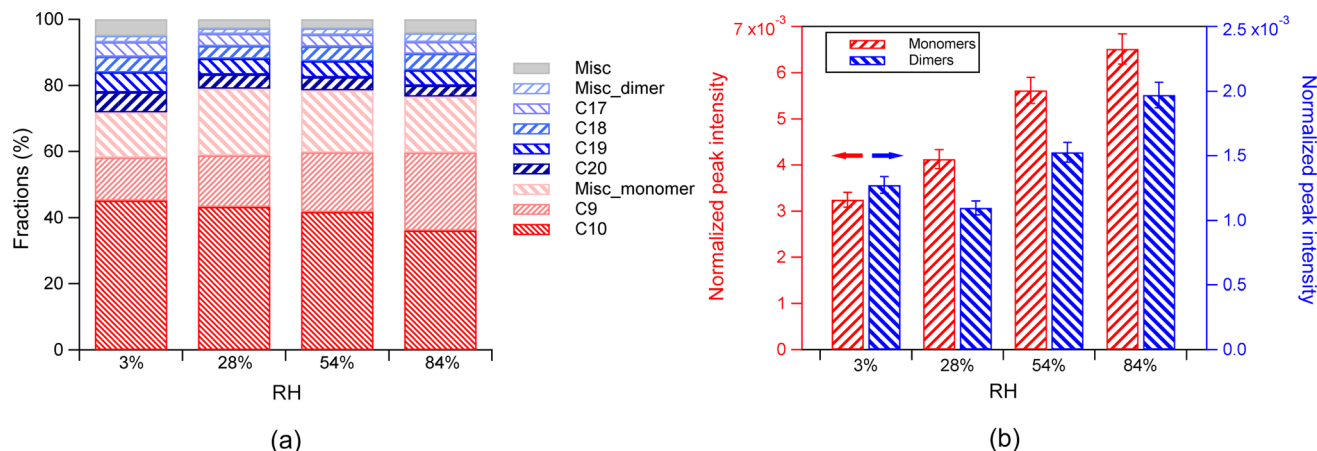 100
80
60
40
20
0
Fractions (%)
3%
28%
54%
84%
RH
(a)
Misc
Misc_dimer
C17
C18
C19
C20
Misc_monomer
C9
C10
7 x10⁻³
6
5
4
3
2
1
0
Normalized peak intensity
Monomers
Dimers
3%
28%
54%
84%
RH
(b)
2.5 x10⁻³
2.0
1.5
1.0
0.5
0.0
Normalized peak intensity